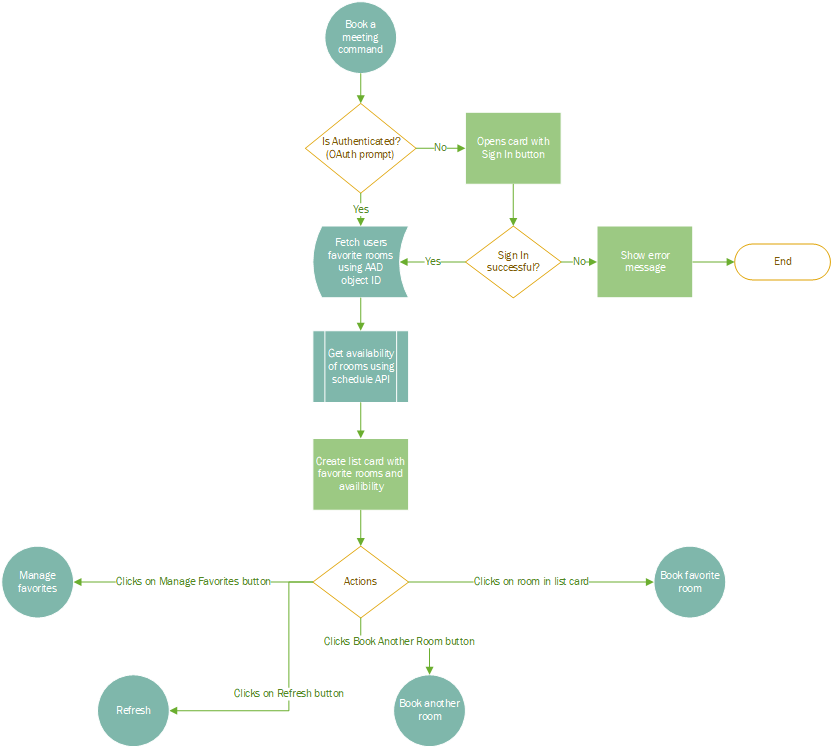 Book a
meeting
command
Is Authenticated?
(OAuth prompt)
No
Opens card with
Sign In button
Yes
Fetch users
favorite rooms
using AAD
object ID
Yes
Sign In
successful?
No
Show error
message
End
Get availability
of rooms using
schedule API
Create list card with
favorite rooms and
availibility
Manage
favorites
Clicks on Manage Favorites button
Actions
Clicks on room in list card
Book favorite
room
Clicks Book Another Room button
Clicks on Refresh button
Refresh
Book another
room